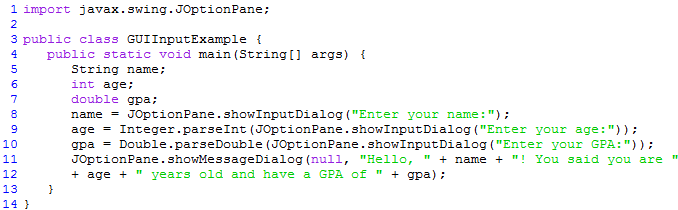 1 import javax.swing.JOptionPane;
2
3 public class GUIInputExample {
4    public static void main(String[] args) {
5       String name;
6       int age;
7       double gpa;
8       name = JOptionPane.showInputDialog("Enter your name:");
9       age = Integer.parseInt(JOptionPane.showInputDialog("Enter your age:"));
10       gpa = Double.parseDouble(JOptionPane.showInputDialog("Enter your GPA:"));
11       JOptionPane.showMessageDialog(null, "Hello, " + name + "! You said you are "
12       + age + " years old and have a GPA of " + gpa);
13    }
14 }